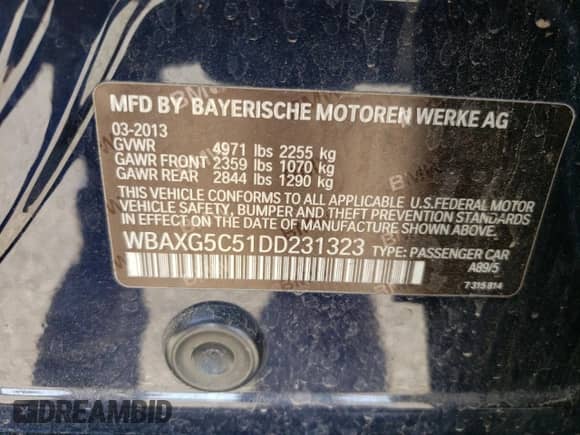 MFD BY BAYERISCHE MOTOREN WERKE AG
03-2013
GVWR 4971 lbs 2255 kg
GAWR FRONT 2359 lbs 1070 kg
GAWR REAR 2844 lbs 1290 kg
THIS VEHICLE CONFORMS TO ALL APPLICABLE U.S.FEDERAL MOTOR
VEHICLE SAFETY, BUMPER AND THEFT PREVENTION STANDARDS IN
EFFECT ON THE DATE OF MANUFACTURE SHOWN ABOVE.
WBAXG5C51DD231323 TYPE: PASSENGER CAR
A89/5
7 315 814
DREAMBID